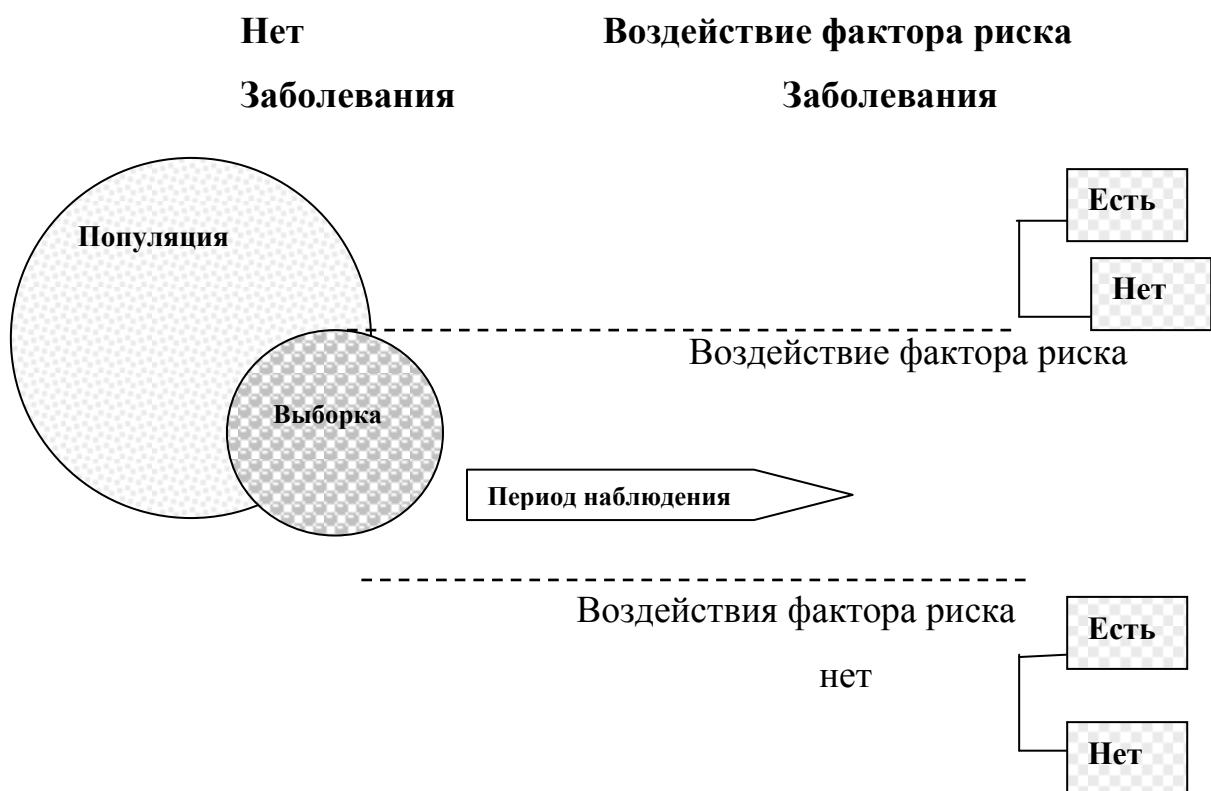 Нет Воздействие фактора риска
Заболевания Заболевания
Есть
Популяция
Нет
Воздействие фактора риска
Выборка
Период наблюдения
Воздействия фактора риска
нет
Есть
Нет